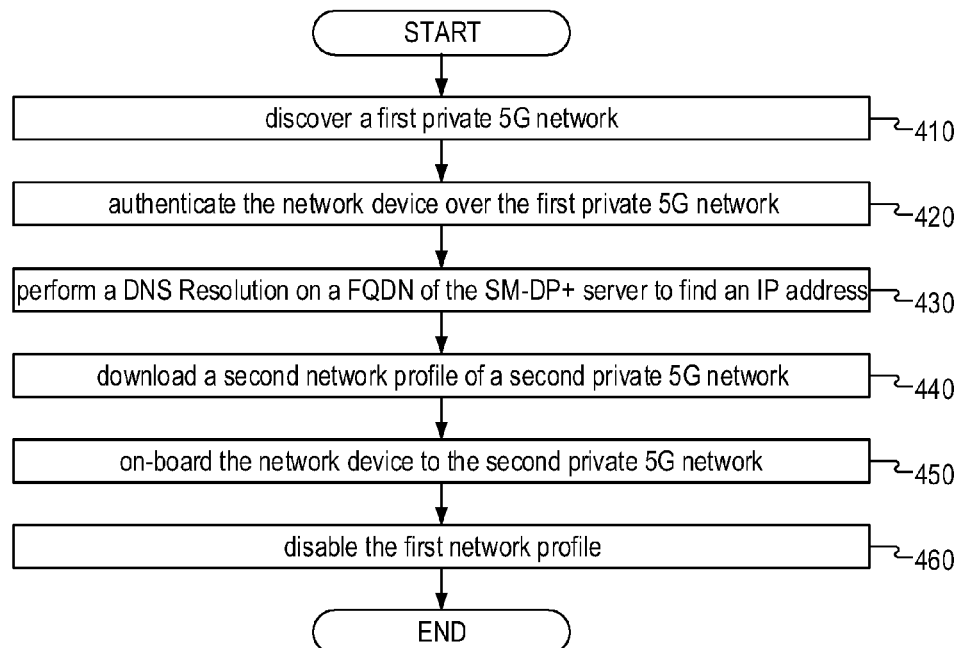 START
discover a first private 5G network
410
authenticate the network device over the first private 5G network
420
perform a DNS Resolution on a FQDN of the SM-DP+ server to find an IP address
430
download a second network profile of a second private 5G network
440
on-board the network device to the second private 5G network
450
disable the first network profile
460
END